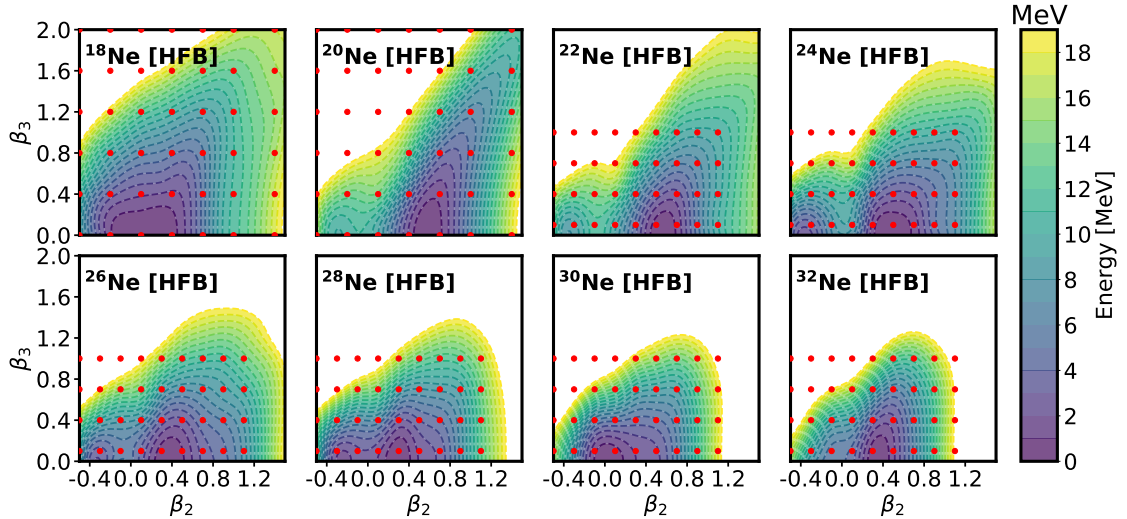 MeV
2.0
1.6
1.2
0.8
0.4
0.0
β₃
¹⁸Ne [HFB]
²⁰Ne [HFB]
²²Ne [HFB]
²⁴Ne [HFB]
2.0
1.6
1.2
0.8
0.4
0.0
β₃
²⁶Ne [HFB]
²⁸Ne [HFB]
³⁰Ne [HFB]
³²Ne [HFB]
-0.4 0.0 0.4 0.8 1.2
-0.4 0.0 0.4 0.8 1.2
-0.4 0.0 0.4 0.8 1.2
-0.4 0.0 0.4 0.8 1.2
β₂
β₂
β₂
β₂
18
16
14
12
10
8
6
4
2
0
Energy [MeV]